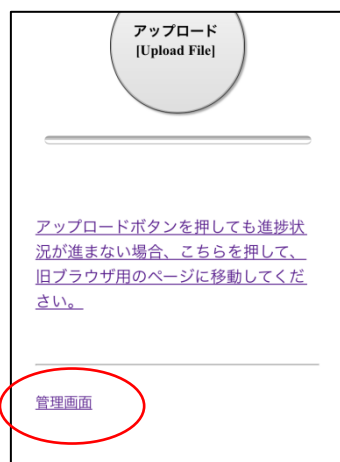 アップロード
[Upload File]
アップロードボタンを押しても進捗状
況が進まない場合、こちらを押して、
旧ブラウザ用のページに移動してくだ
さい。
管理画面